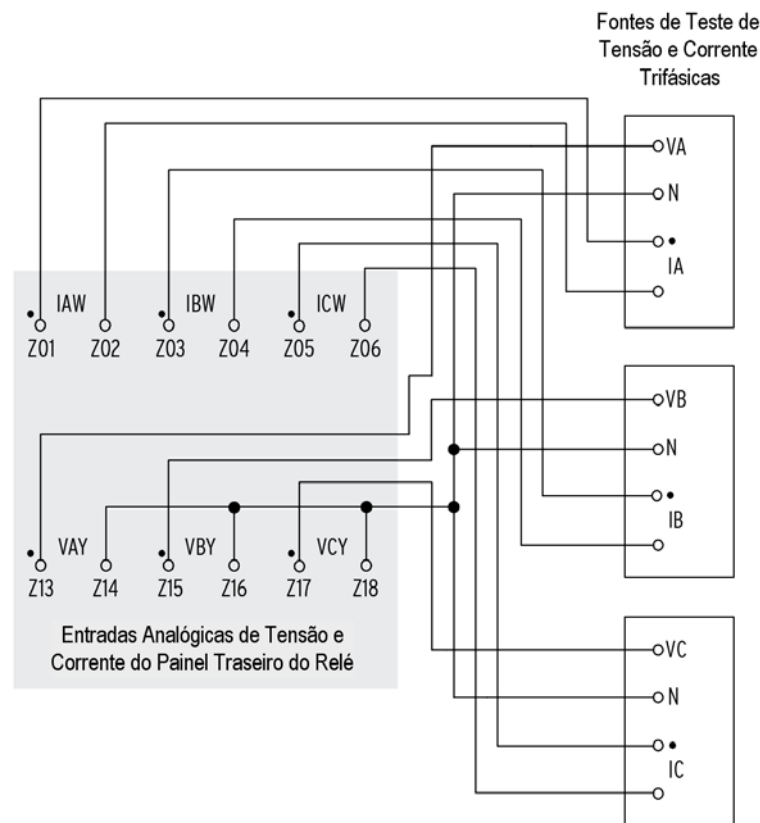 Fontes de Teste de
Tensão e Corrente
Trifásicas
VA
N
IA
IAW IBW ICW
Z01 Z02 Z03 Z04 Z05 Z06
VB
N
IB
VAY VBY VCY
Z13 Z14 Z15 Z16 Z17 Z18
Entradas Analógicas de Tensão e
Corrente do Painel Traseiro do Relé
VC
N
IC